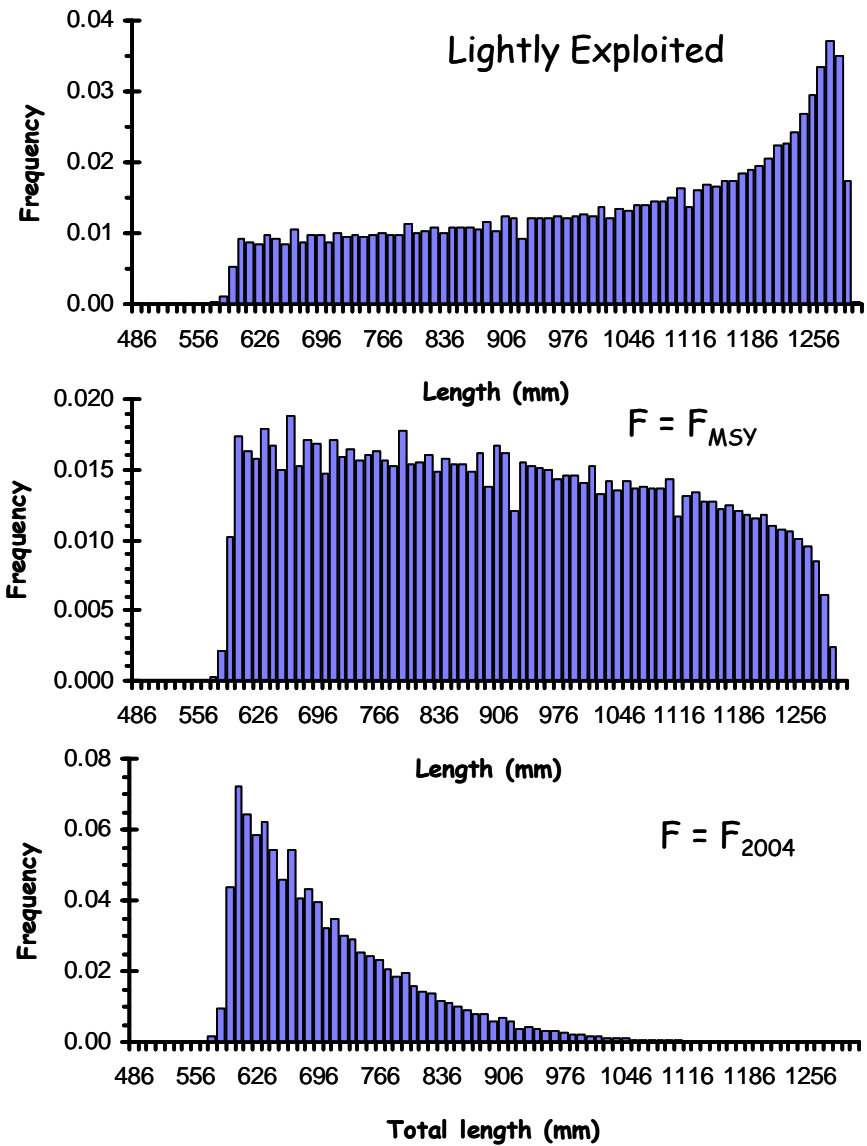 Lightly Exploited
Frequency
0.04
0.03
0.02
0.01
0.00
486 556 626 696 766 836 906 976 1046 1116 1186 1256
Length (mm)
F = FMSY
Frequency
0.020
0.015
0.010
0.005
0.000
486 556 626 696 766 836 906 976 1046 1116 1186 1256
Length (mm)
F = F2004
Frequency
0.08
0.06
0.04
0.02
0.00
486 556 626 696 766 836 906 976 1046 1116 1186 1256
Total length (mm)